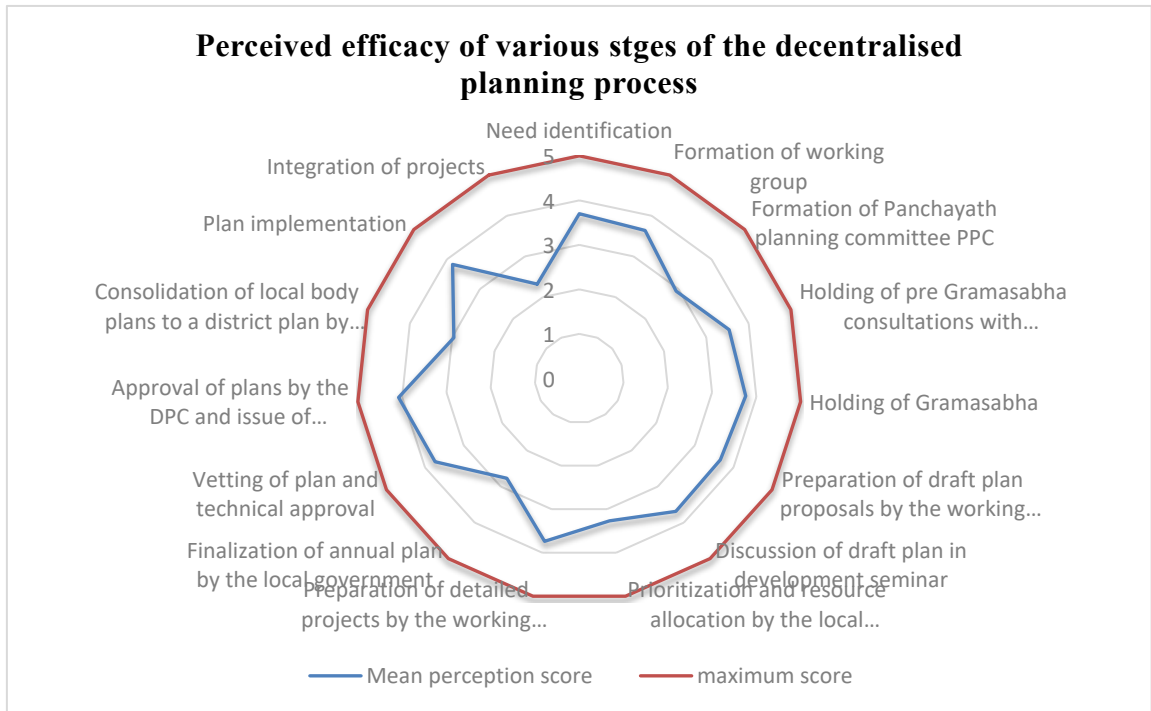 Perceived efficacy of various stges of the decentralised
planning process
Need identification
Formation of working
group
Formation of Panchayath
planning committee PPC
Holding of pre Gramasabha
consultations with...
Holding of Gramasabha
Preparation of draft plan
proposals by the working...
Discussion of draft plan in
development seminar
Prioritization and resource
allocation by the local...
Preparation of detailed
projects by the working...
Finalization of annual plan
by the local government
Vetting of plan and
technical approval
Approval of plans by the
DPC and issue of...
Consolidation of local body
plans to a district plan by...
Plan implementation
Integration of projects
5
4
3
2
1
0
Mean perception score
maximum score